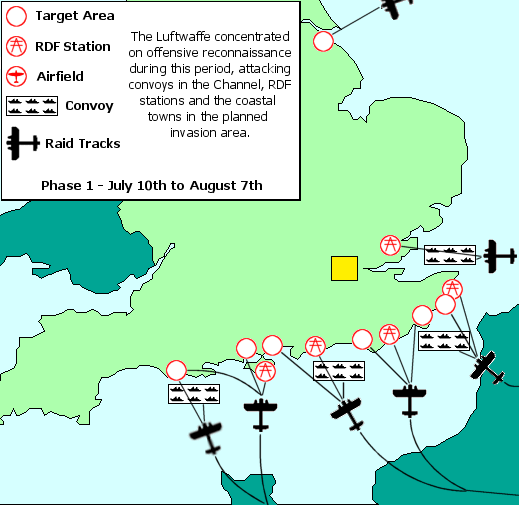 Target Area
RDF Station
Airfield
Convoy
Raid Tracks
The Luftwaffe concentrated
on offensive reconnaissance
during this period, attacking
convoys in the Channel, RDF
stations and the coastal
towns in the planned
invasion area.
Phase 1 - July 10th to August 7th